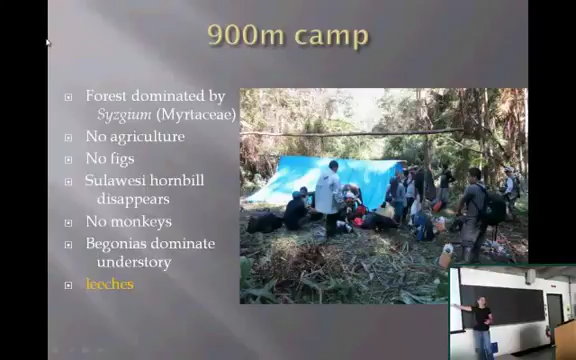 900m camp
Forest dominated by
Syzgium (Myrtaceae)
No agriculture
No figs
Sulawesi hornbill
disappears
No monkeys
Begonias dominate
understory
leeches